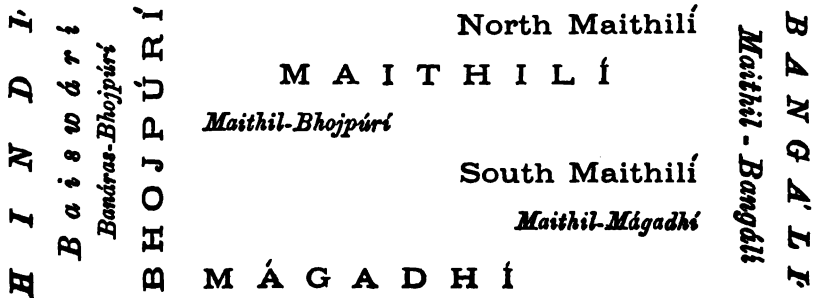 HINDÍ
Baiswárí
Banáras-Bhojpúrí
BHOJPÚRÍ
North Maithilí
MAITHILÍ
Maithil-Bhojpúrí
South Maithilí
Maithil-Mágadhí
MÁGADHÍ
Maithil-Bangálí
BANGÁLÍ